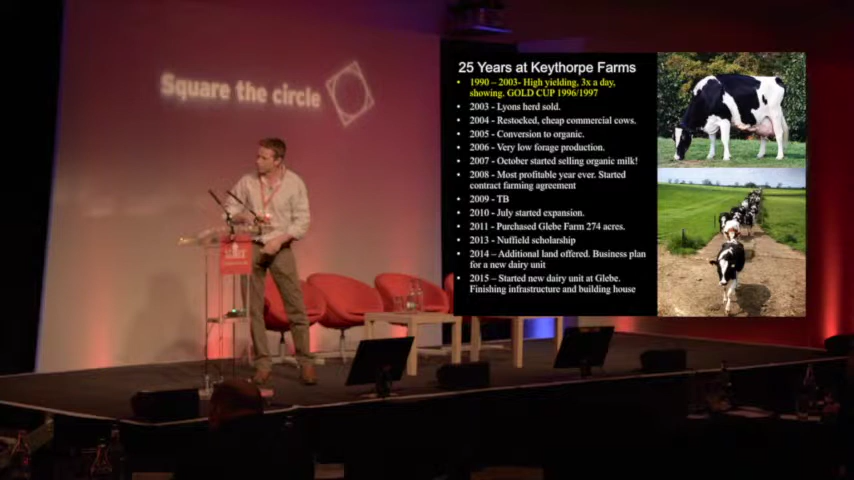 Square the circle
25 Years at Keythorpe Farms
• 1990 – 2003- High yielding, 3x a day,
showing. GOLD CUP 1996/1997
• 2003 - Lyons herd sold.
• 2004 - Restocked, cheap commercial cows.
• 2005 - Conversion to organic.
• 2006 - Very low forage production.
• 2007 - October started selling organic milk!
• 2008 - Most profitable year ever. Started
contract farming agreement
• 2009 - TB
• 2010 - July started expansion.
• 2011 - Purchased Glebe Farm 274 acres.
• 2013 - Nuffield scholarship
• 2014 – Additional land offered. Business plan
for a new dairy unit
• 2015 – Started new dairy unit at Glebe.
Finishing infrastructure and building house